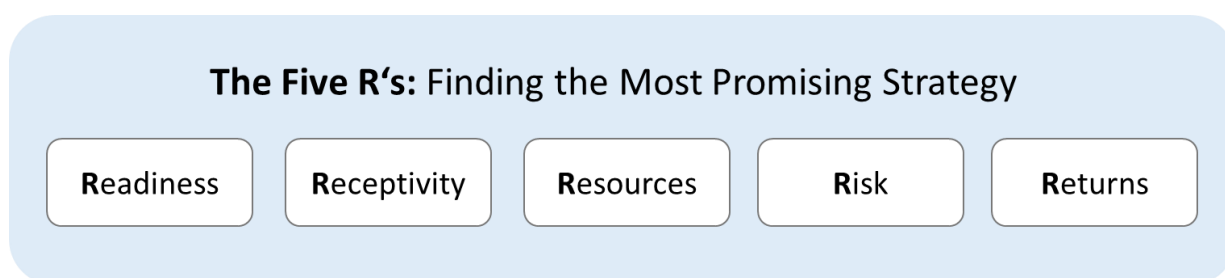 The Five R‘s: Finding the Most Promising Strategy
Readiness
Receptivity
Resources
Risk
Returns